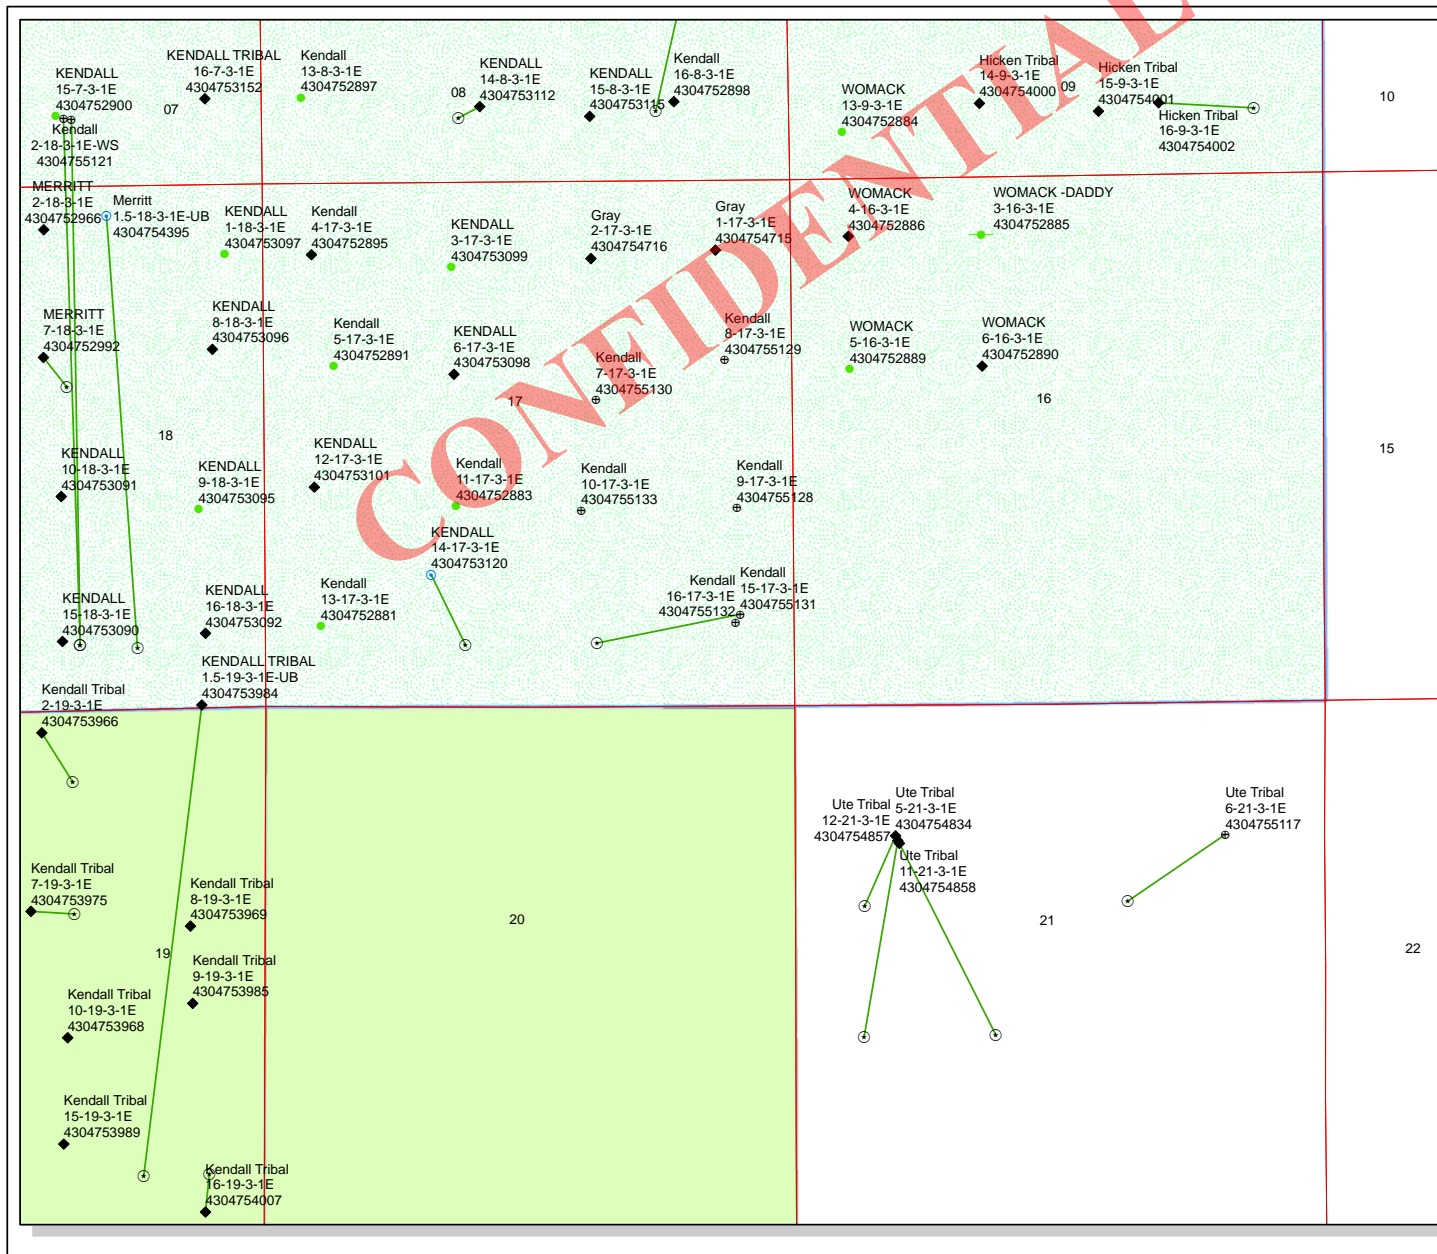 KENDALL
15-7-3-1E
4304752900
07
KENDALL TRIBAL
16-7-3-1E
4304753152
Kendall
13-8-3-1E
4304752897
08
KENDALL
14-8-3-1E
4304753112
KENDALL
15-8-3-1E
4304753115
Kendall
16-8-3-1E
4304752898
WOMACK
13-9-3-1E
4304752884
Hicken Tribal
14-9-3-1E
4304754000
09
Hicken Tribal
15-9-3-1E
4304754001
Hicken Tribal
16-9-3-1E
4304754002
10
Kendall
2-18-3-1E-WS
4304755121
MERRITT
2-18-3-1E
4304752966
Merritt
1.5-18-3-1E-UB
4304754395
KENDALL
1-18-3-1E
4304753097
Kendall
4-17-3-1E
4304752895
KENDALL
3-17-3-1E
4304753099
Gray
2-17-3-1E
4304754716
Gray
1-17-3-1E
4304754715
WOMACK
4-16-3-1E
4304752886
WOMACK -DADDY
3-16-3-1E
4304752885
MERRITT
7-18-3-1E
4304752992
KENDALL
8-18-3-1E
4304753096
Kendall
5-17-3-1E
4304752891
KENDALL
6-17-3-1E
4304753098
Kendall
7-17-3-1E
4304755130
Kendall
8-17-3-1E
4304755129
WOMACK
5-16-3-1E
4304752889
WOMACK
6-16-3-1E
4304752890
17
16
18
15
KENDALL
10-18-3-1E
4304753091
KENDALL
9-18-3-1E
4304753095
KENDALL
12-17-3-1E
4304753101
Kendall
11-17-3-1E
4304752883
Kendall
10-17-3-1E
4304755133
Kendall
9-17-3-1E
4304755128
KENDALL
14-17-3-1E
4304753120
KENDALL
15-18-3-1E
4304753090
KENDALL
16-18-3-1E
4304753092
Kendall
13-17-3-1E
4304752881
Kendall
16-17-3-1E
4304755132
Kendall
15-17-3-1E
4304755131
KENDALL TRIBAL
1.5-19-3-1E-UB
4304753984
Kendall Tribal
2-19-3-1E
4304753966
Ute Tribal
12-21-3-1E
4304754857
Ute Tribal
5-21-3-1E
4304754834
Ute Tribal
11-21-3-1E
4304754858
Ute Tribal
6-21-3-1E
4304755117
Kendall Tribal
7-19-3-1E
4304753975
Kendall Tribal
8-19-3-1E
4304753969
19
20
21
22
Kendall Tribal
9-19-3-1E
4304753985
Kendall Tribal
10-19-3-1E
4304753968
Kendall Tribal
15-19-3-1E
4304753989
Kendall Tribal
16-19-3-1E
4304754007
CONFIDENTIAL